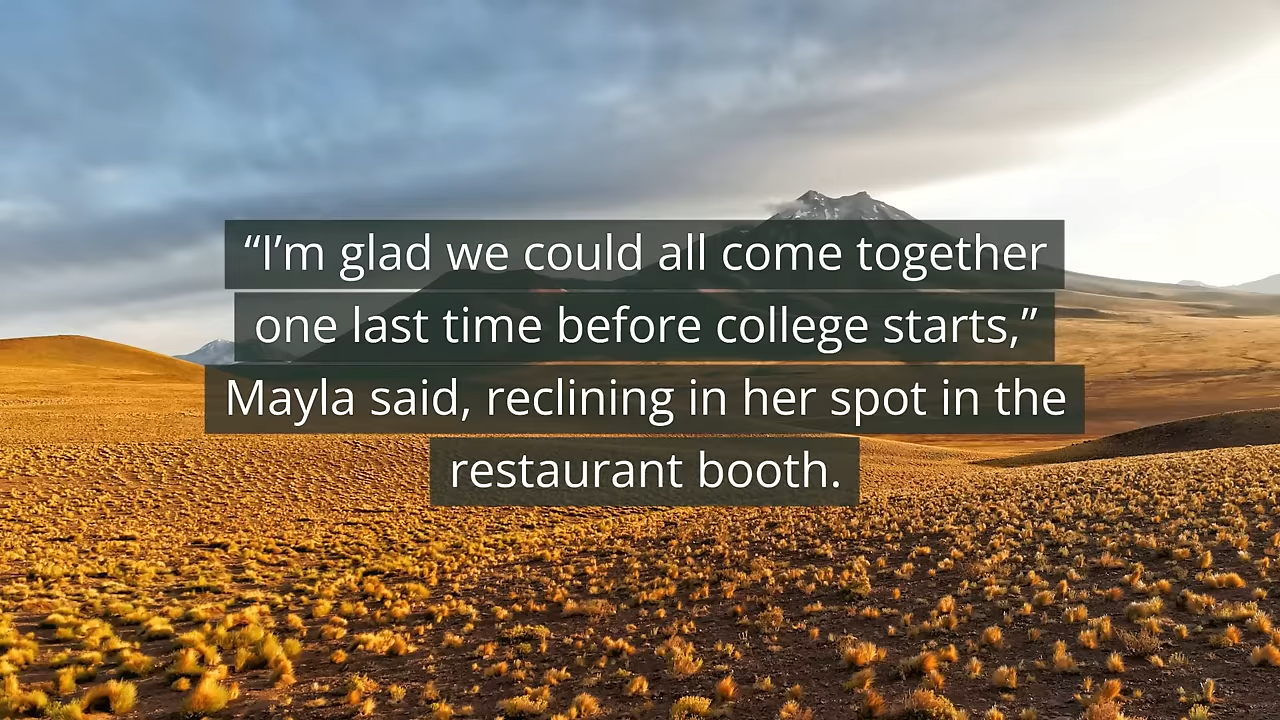 “I’m glad we could all come together
one last time before college starts,”
Mayla said, reclining in her spot in the
restaurant booth.